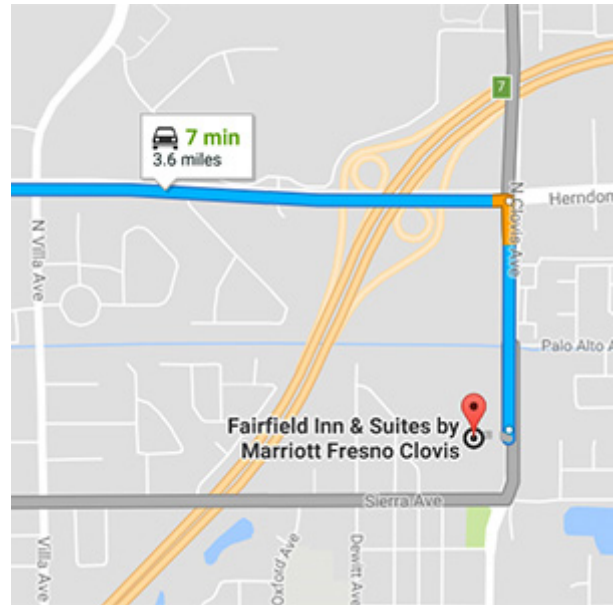 7
7 min
3.6 miles
N Clovis Ave
Herndon
N Villa Ave
Palo Alto A
Fairfield Inn & Suites by
Marriott Fresno Clovis
Sierra Ave
Villa Ave
Oxford Ave
Dewitt Ave